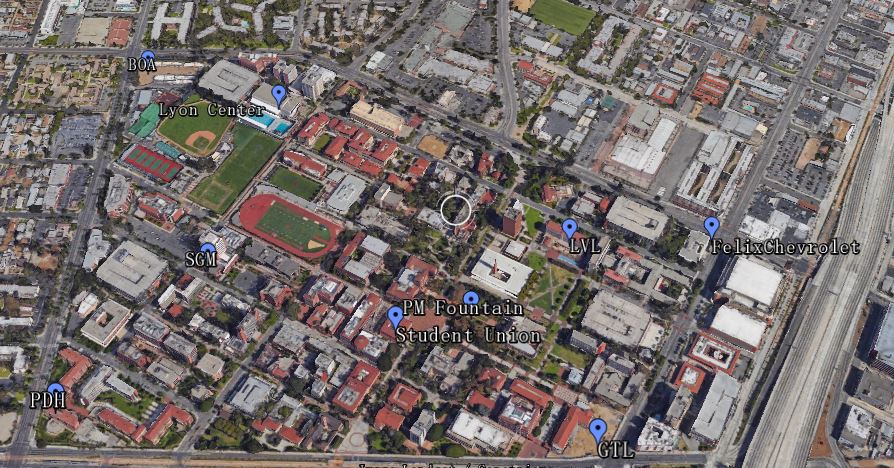 BOA
Lyon Center
LVL
FelixChevrolet
SGM
PM Fountain
Student Union
PDH
GTL